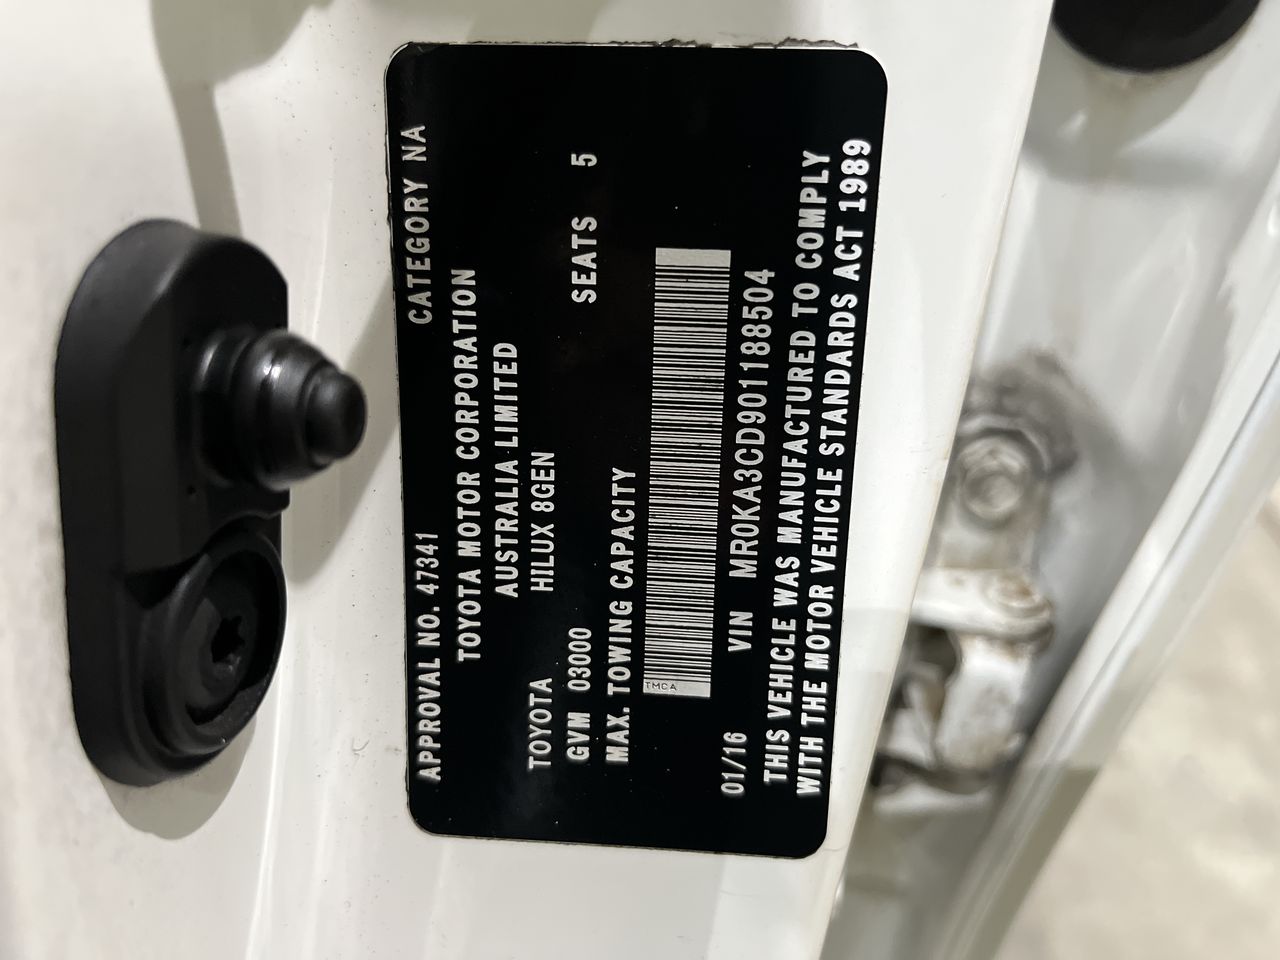 APPROVAL NO. 47341 CATEGORY NA
TOYOTA MOTOR CORPORATION
AUSTRALIA LIMITED
TOYOTA HILUX 8GEN
GVM 03000 SEATS 5
MAX. TOWING CAPACITY
TMCA
01/16 VIN MR0KA3CD901188504
THIS VEHICLE WAS MANUFACTURED TO COMPLY
WITH THE MOTOR VEHICLE STANDARDS ACT 1989